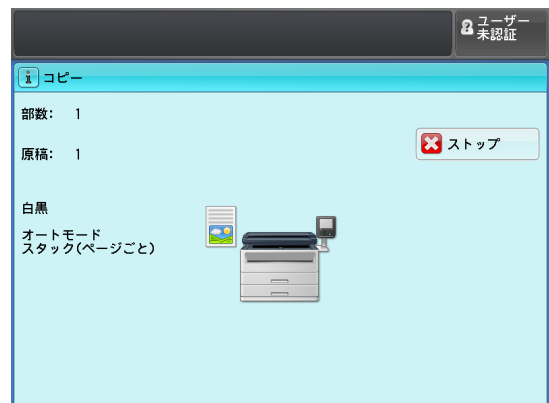 ユーザー
未認証
i コピー
部数: 1
ストップ
原稿: 1
白黒
オートモード
スタック(ページごと)